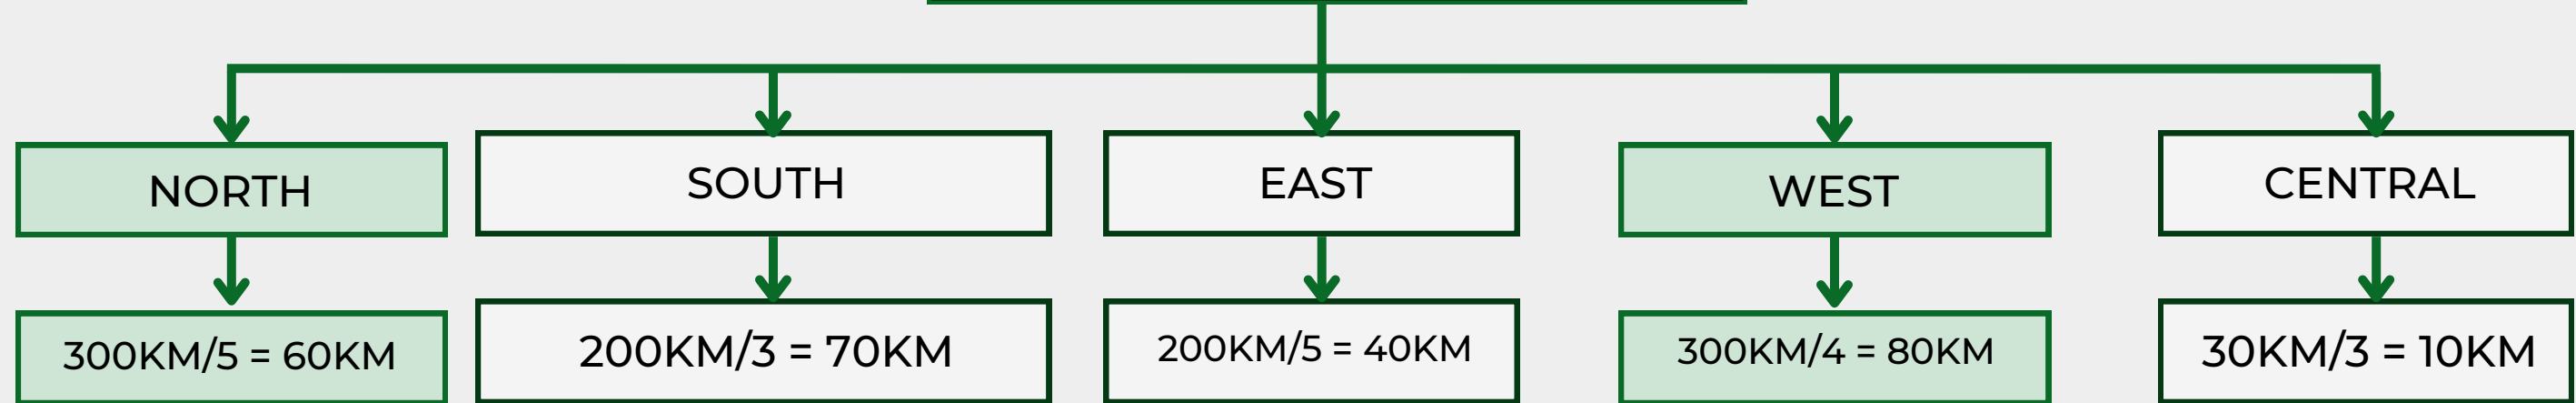 NORTH
SOUTH
EAST
WEST
CENTRAL
300KM/5 = 60KM
200KM/3 = 70KM
200KM/5 = 40KM
300KM/4 = 80KM
30KM/3 = 10KM